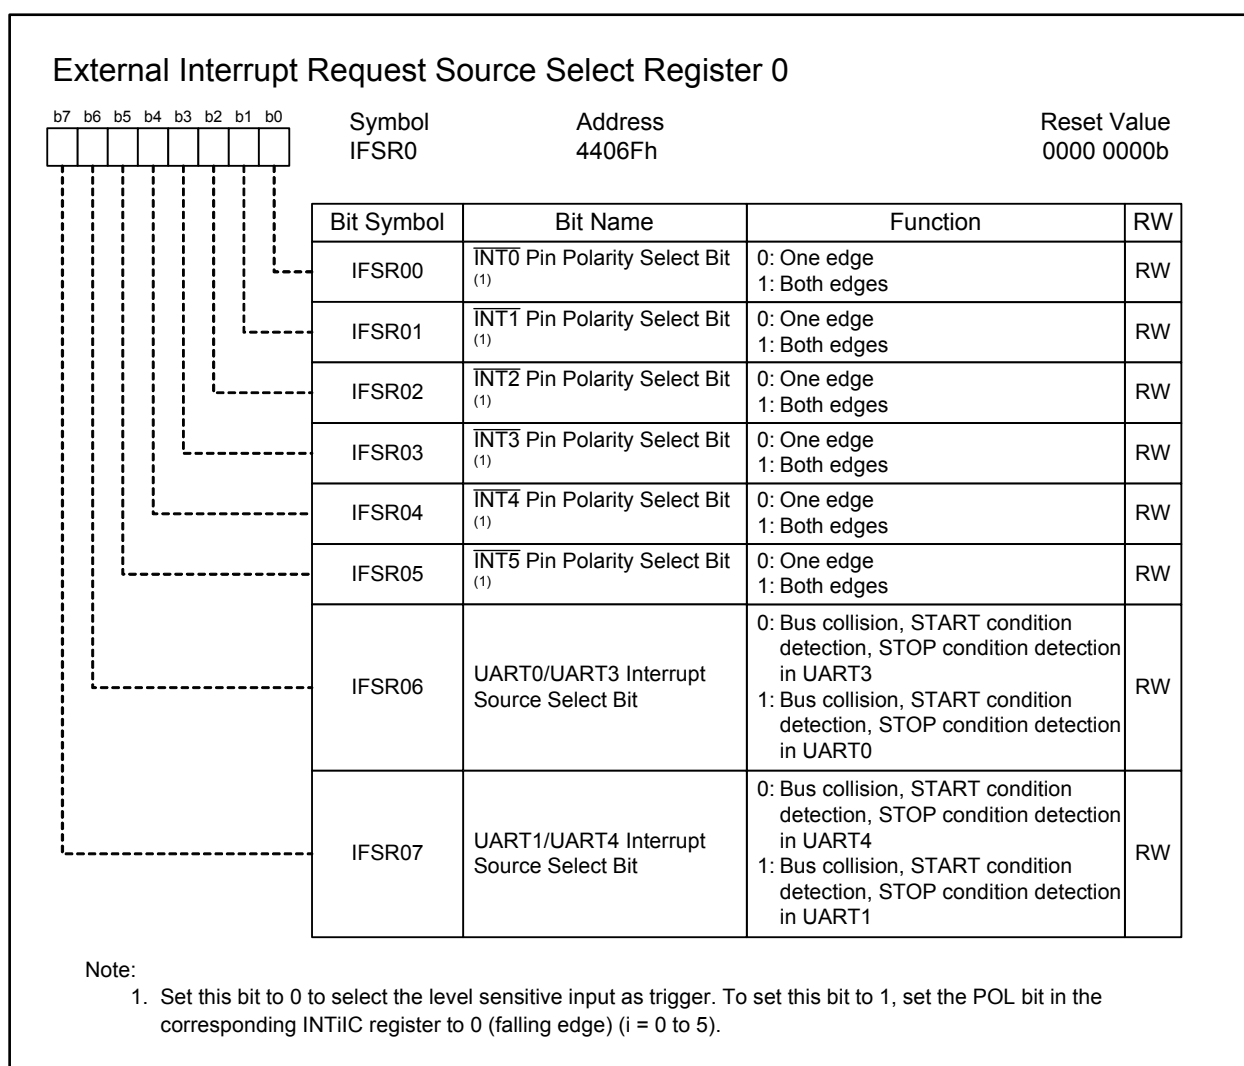 External Interrupt Request Source Select Register 0
b7 b6 b5 b4 b3 b2 b1 b0
Symbol Address Reset Value
IFSR0 4406Fh 0000 0000b
Bit Symbol Bit Name Function RW
IFSR00 INT0 Pin Polarity Select Bit (1) 0: One edge
1: Both edges RW
IFSR01 INT1 Pin Polarity Select Bit (1) 0: One edge
1: Both edges RW
IFSR02 INT2 Pin Polarity Select Bit (1) 0: One edge
1: Both edges RW
IFSR03 INT3 Pin Polarity Select Bit (1) 0: One edge
1: Both edges RW
IFSR04 INT4 Pin Polarity Select Bit (1) 0: One edge
1: Both edges RW
IFSR05 INT5 Pin Polarity Select Bit (1) 0: One edge
1: Both edges RW
IFSR06
UART0/UART3 Interrupt
Source Select Bit
0: Bus collision, START condition
detection, STOP condition detection
in UART3
1: Bus collision, START condition
detection, STOP condition detection
in UART0
RW
IFSR07
UART1/UART4 Interrupt
Source Select Bit
0: Bus collision, START condition
detection, STOP condition detection
in UART4
1: Bus collision, START condition
detection, STOP condition detection
in UART1
RW
Note:
1. Set this bit to 0 to select the level sensitive input as trigger. To set this bit to 1, set the POL bit in the
corresponding INTiIC register to 0 (falling edge) (i = 0 to 5).